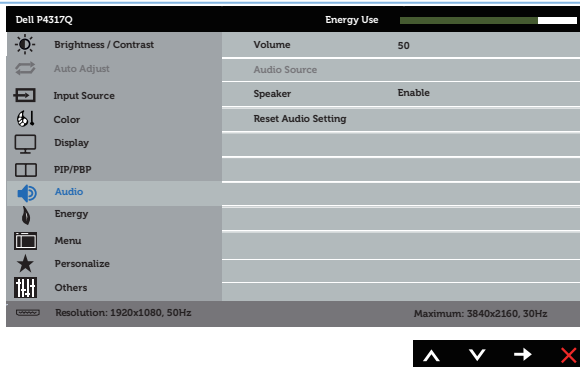 Dell P4317Q Energy Use
Brightness / Contrast Volume 50
Auto Adjust Audio Source
Input Source Speaker Enable
Color Reset Audio Setting
Display
PIP/PBP
Audio
Energy
Menu
Personalize
Others
Resolution: 1920x1080, 50Hz Maximum: 3840x2160, 30Hz